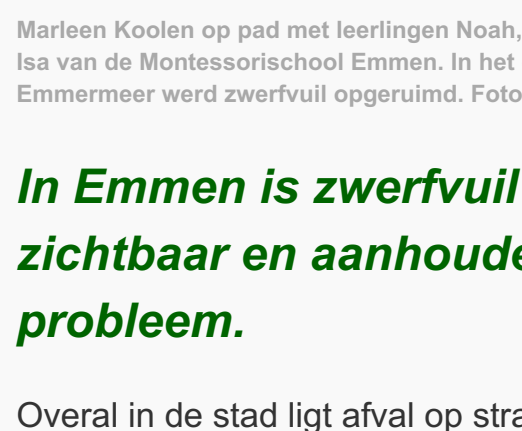 Marleen Koolen op pad met leerlingen Noah,
Isa van de Montessorischool Emmen. In het
Emmermeer werd zwerfvuil opgeruimd. Foto
In Emmen is zwerfvuil
zichtbaar en aanhoude
probleem.
Overal in de stad ligt afval op stra